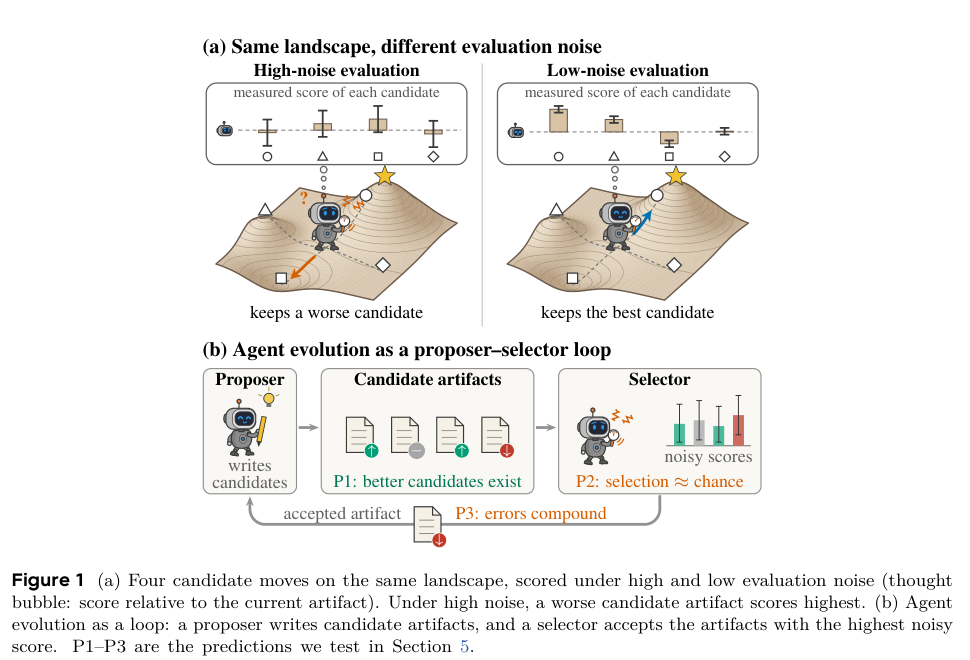 (a) Same landscape, different evaluation noise
High-noise evaluation
measured score of each candidate
?
keeps a worse candidate
Low-noise evaluation
measured score of each candidate
keeps the best candidate
(b) Agent evolution as a proposer–selector loop
Proposer
writes
candidates
Candidate artifacts
P1: better candidates exist
Selector
noisy scores
P2: selection ≈ chance
accepted artifact
P3: errors compound
Figure 1 (a) Four candidate moves on the same landscape, scored under high and low evaluation noise (thought
bubble: score relative to the current artifact). Under high noise, a worse candidate artifact scores highest. (b) Agent
evolution as a loop: a proposer writes candidate artifacts, and a selector accepts the artifacts with the highest noisy
score. P1–P3 are the predictions we test in Section 5.